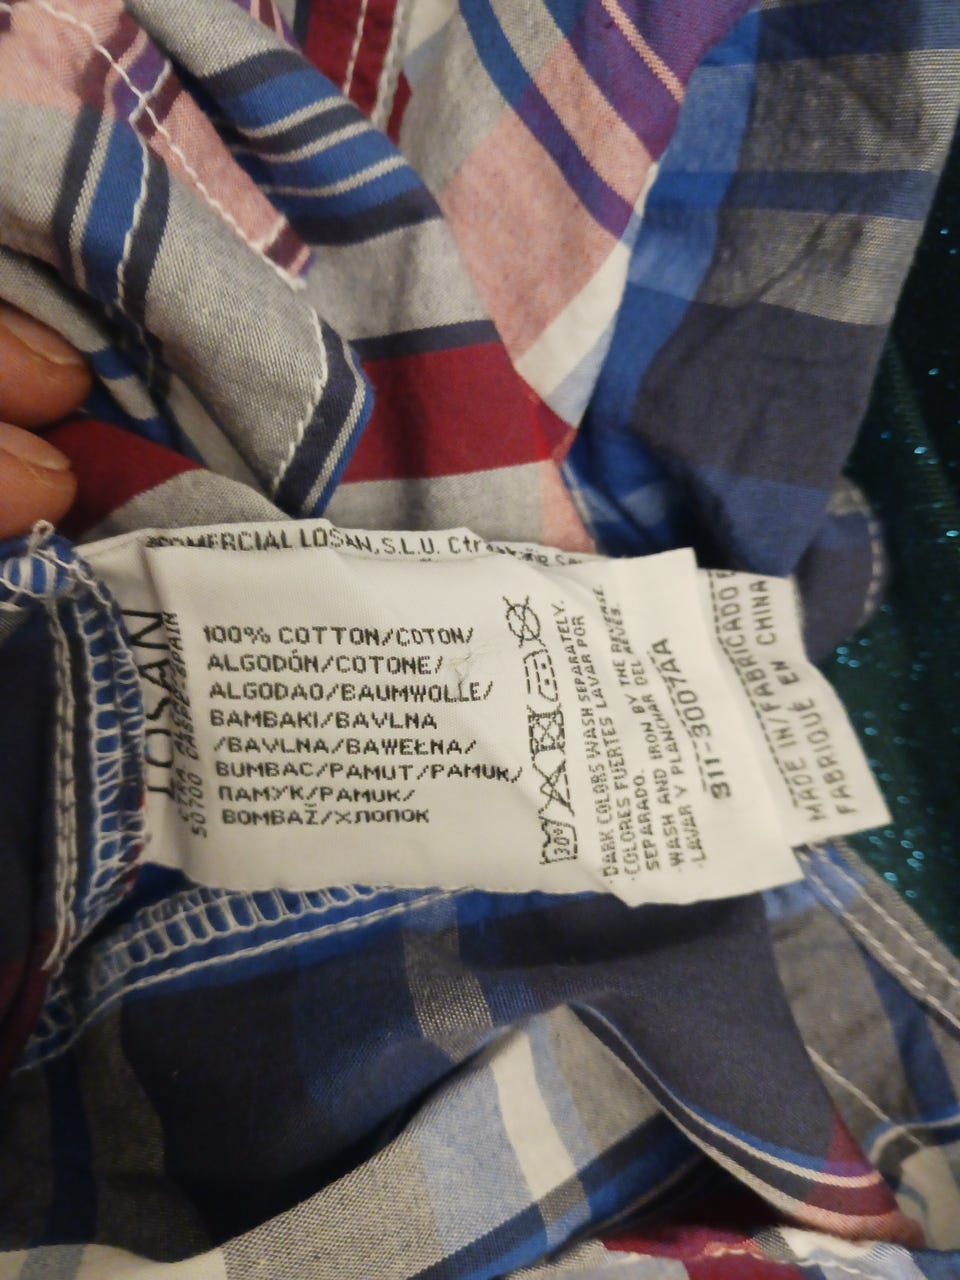 COMERCIAL LOSAN, S.L.U.
LOSAN
50700 CASPE-SPAIN
100% COTTON/COTON/
ALGODÓN/COTONE/
ALGODAO/BAUMWOLLE/
BAMBAKI/BAVLNA
/BAVLNA/BAWEŁNA/
BUMBAC/PAMUT/PAMUK/
ПАМУК/PAMUK/
BOMBAŽ/ХЛОПОК
30°
·DARK COLORS WASH SEPARATELY.
·COLORES FUERTES LAVAR POR
SEPARADO.
·WASH AND IRON BY THE REVERSE.
·LAVAR Y PLANCHAR DEL REVES.
311-3007AA
MADE IN/FABRICADO
FABRIQUÉ EN CHINA